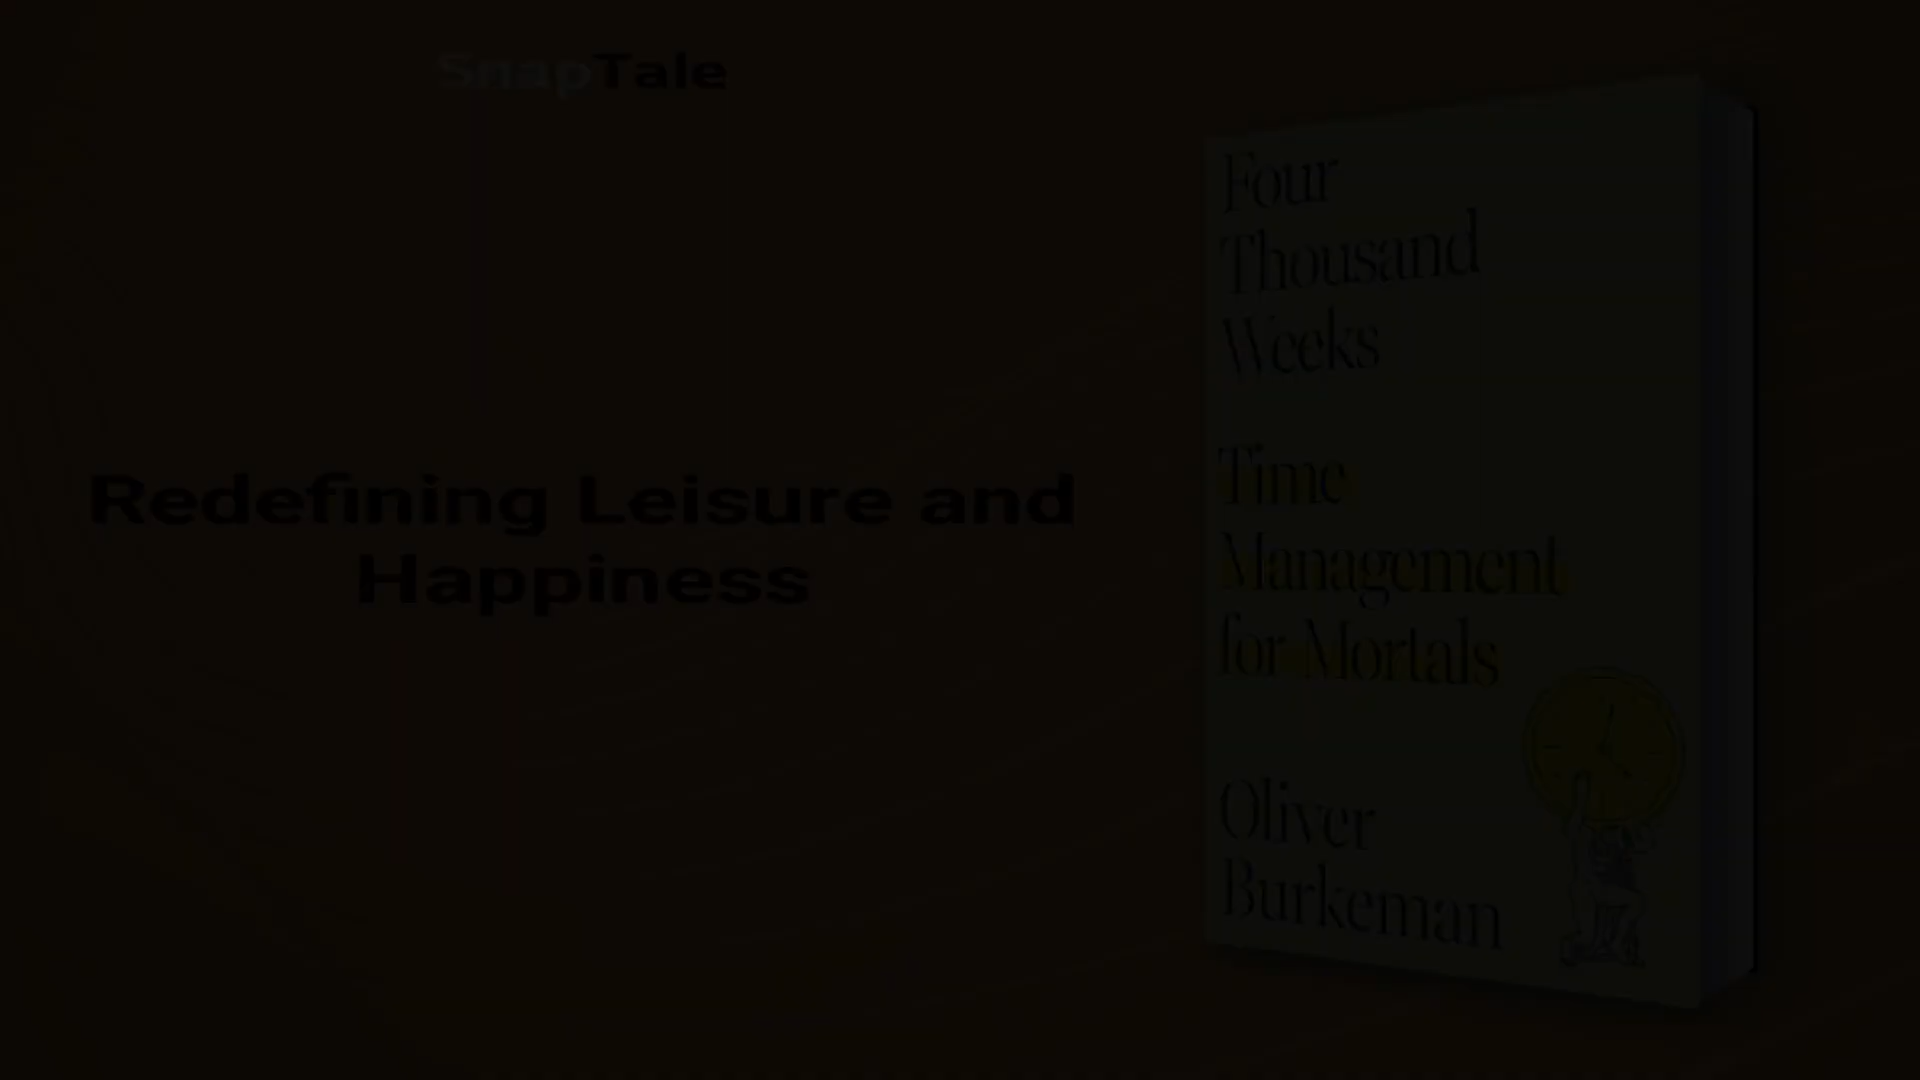 SnapTale
Redefining Leisure and
Happiness
Four
Thousand
Weeks
Time
Management
for Mortals
Oliver
Burkeman